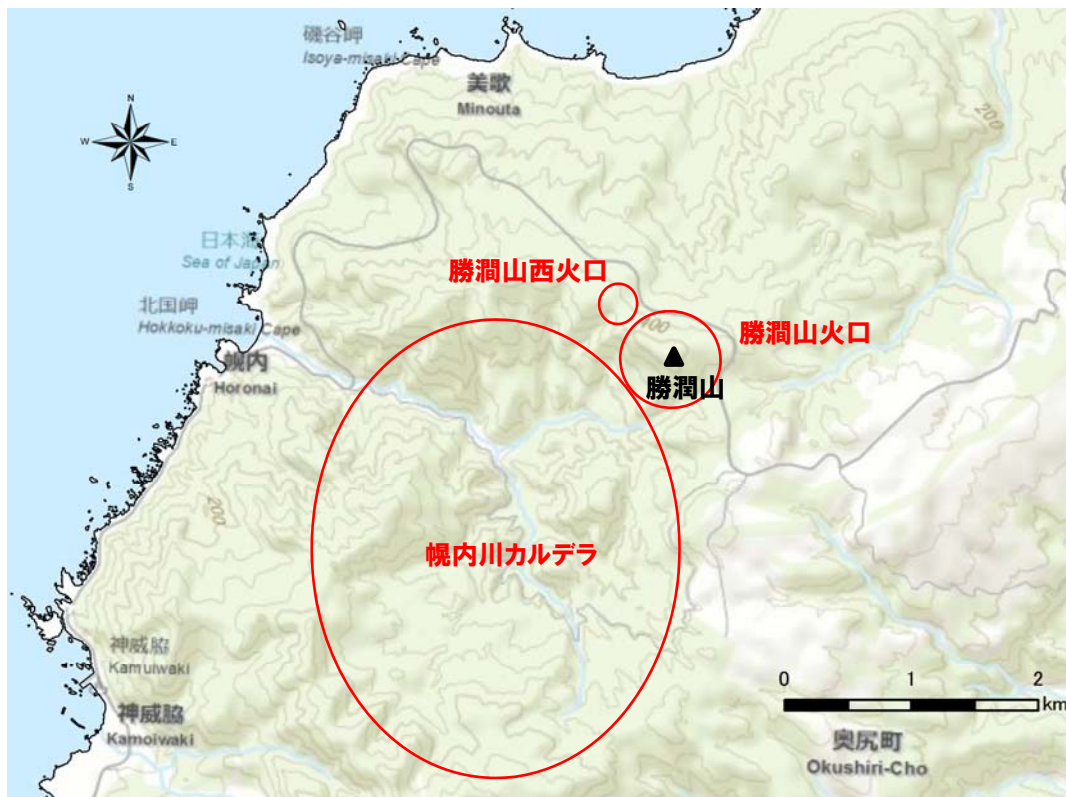 磯谷岬
Isoya-misaki Cape
美歌
Minouta
N
W
E
S
200
日本海
Sea of Japan
勝澗山西火口
北国岬
Hokkoku-misaki Cape
400
勝澗山火口
幌内
Horonai
勝澗山
200
幌内川カルデラ
神威脇
Kamuiwaki
0
1
2
km
神威脇
Kamoiwaki
奥尻町
Okushiri-Cho